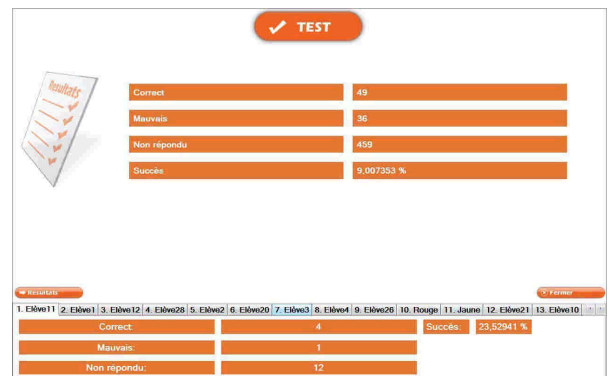 TEST
Resultats
Correct 49
Mauvais 36
Non répondu 459
Succès 9,007353 %
Résultats Fermer
1. Elève11 2. Elève1 3. Elève12 4. Elève28 5. Elève2 6. Elève20 7. Elève3 8. Elève4 9. Elève26 10. Rouge 11. Jaune 12. Elève21 13. Elève10
Correct: 4 Succès: 23,52941 %
Mauvais: 1
Non répondu: 12